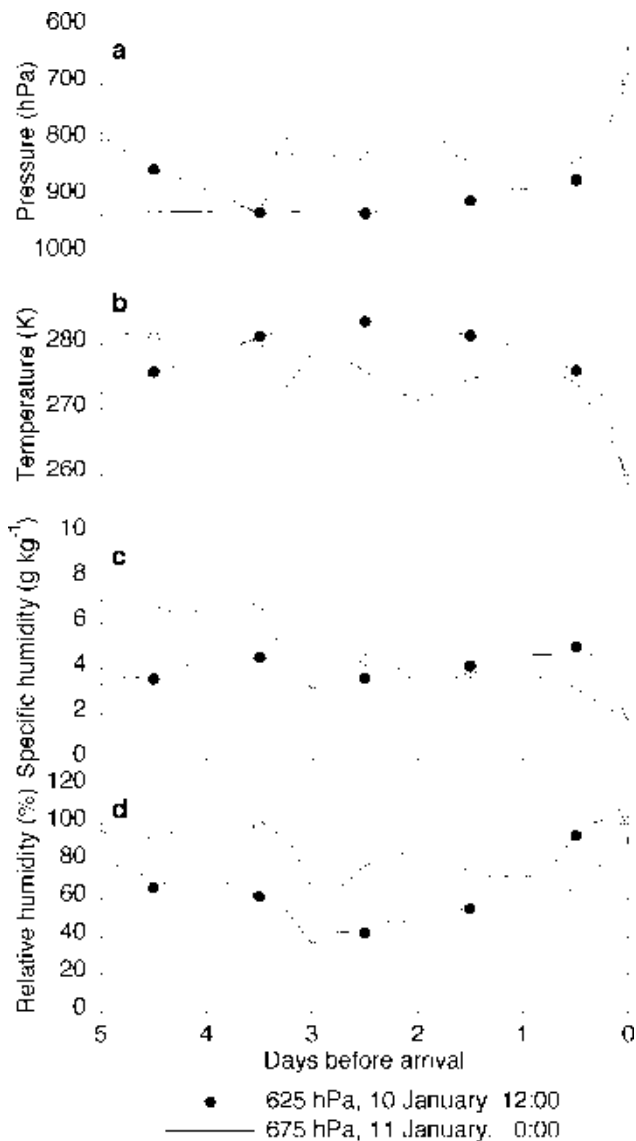 600
a
700
Pressure (hPa)
800
900
1000
b
Temperature (K)
280
270
260
10
c
Specific humidity (g kg-1)
8
6
4
2
0
120
d
Relative humidity (%)
100
80
60
40
20
0
5 4 3 2 1 0
Days before arrival
625 hPa, 10 January 12:00
675 hPa, 11 January. 0:00